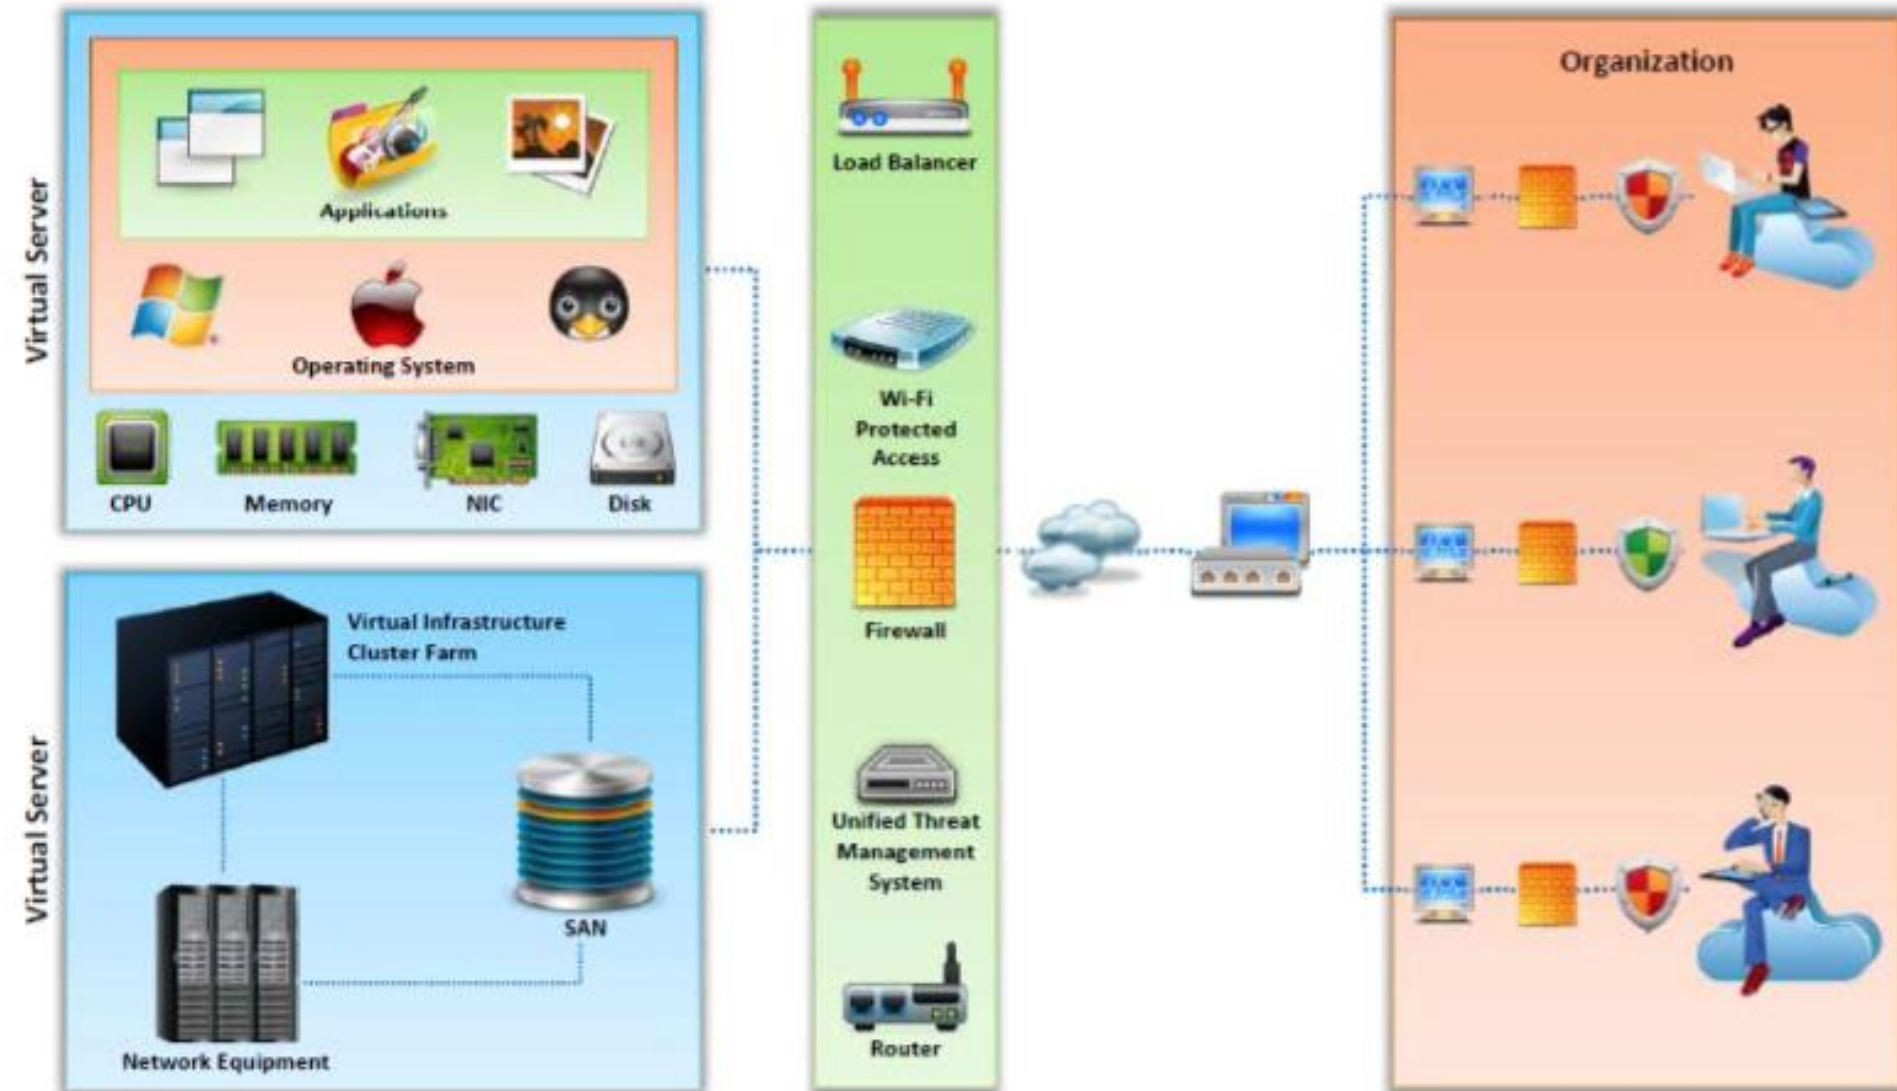 Virtual Server
Applications
Operating System
CPU
Memory
NIC
Disk
Virtual Server
Virtual Infrastructure
Cluster Farm
SAN
Network Equipment
Load Balancer
Wi-Fi
Protected
Access
Firewall
Unified Threat
Management
System
Router
Organization